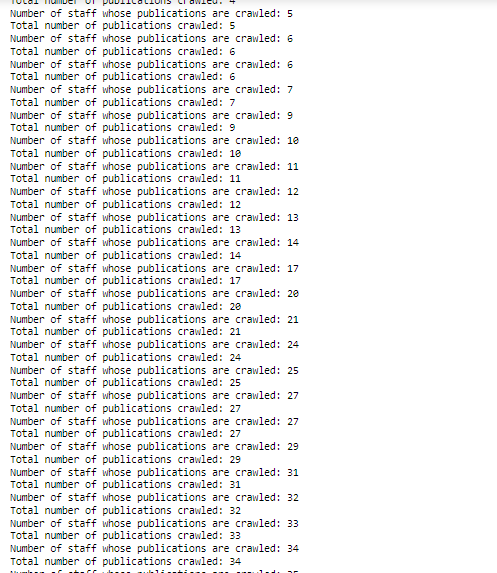 Total number of publications crawled: 4
Number of staff whose publications are crawled: 5
Total number of publications crawled: 5
Number of staff whose publications are crawled: 6
Total number of publications crawled: 6
Number of staff whose publications are crawled: 6
Total number of publications crawled: 6
Number of staff whose publications are crawled: 7
Total number of publications crawled: 7
Number of staff whose publications are crawled: 9
Total number of publications crawled: 9
Number of staff whose publications are crawled: 10
Total number of publications crawled: 10
Number of staff whose publications are crawled: 11
Total number of publications crawled: 11
Number of staff whose publications are crawled: 12
Total number of publications crawled: 12
Number of staff whose publications are crawled: 13
Total number of publications crawled: 13
Number of staff whose publications are crawled: 14
Total number of publications crawled: 14
Number of staff whose publications are crawled: 17
Total number of publications crawled: 17
Number of staff whose publications are crawled: 20
Total number of publications crawled: 20
Number of staff whose publications are crawled: 21
Total number of publications crawled: 21
Number of staff whose publications are crawled: 24
Total number of publications crawled: 24
Number of staff whose publications are crawled: 25
Total number of publications crawled: 25
Number of staff whose publications are crawled: 27
Total number of publications crawled: 27
Number of staff whose publications are crawled: 27
Total number of publications crawled: 27
Number of staff whose publications are crawled: 29
Total number of publications crawled: 29
Number of staff whose publications are crawled: 31
Total number of publications crawled: 31
Number of staff whose publications are crawled: 32
Total number of publications crawled: 32
Number of staff whose publications are crawled: 33
Total number of publications crawled: 33
Number of staff whose publications are crawled: 34
Total number of publications crawled: 34